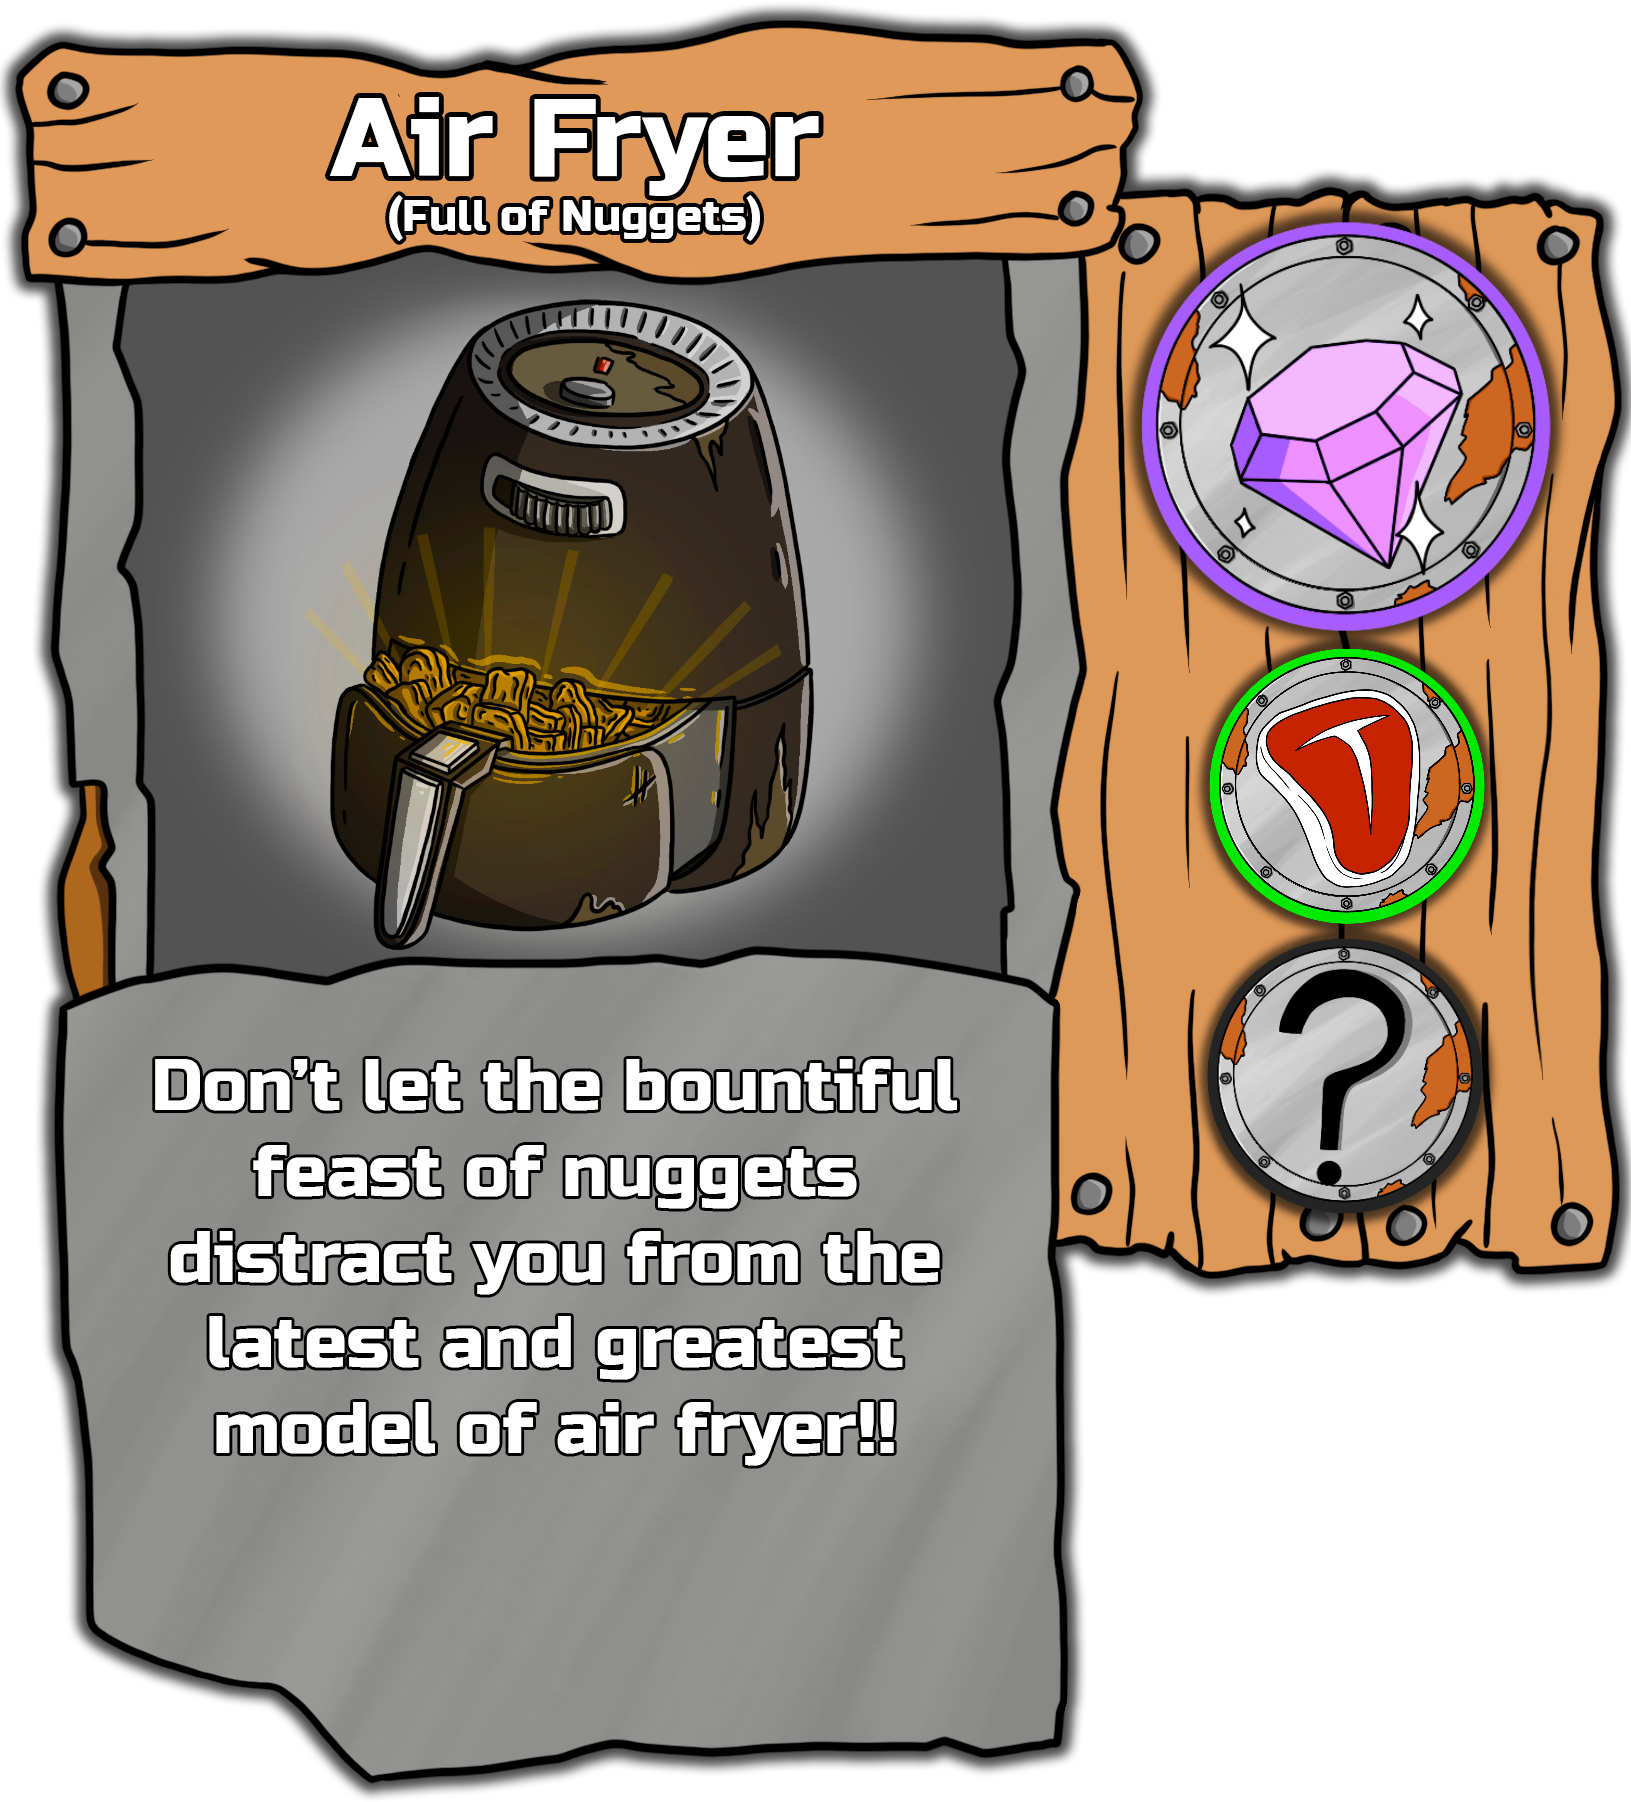 Air Fryer
(Full of Nuggets)
Don’t let the bountiful
feast of nuggets
distract you from the
latest and greatest
model of air fryer!!
?